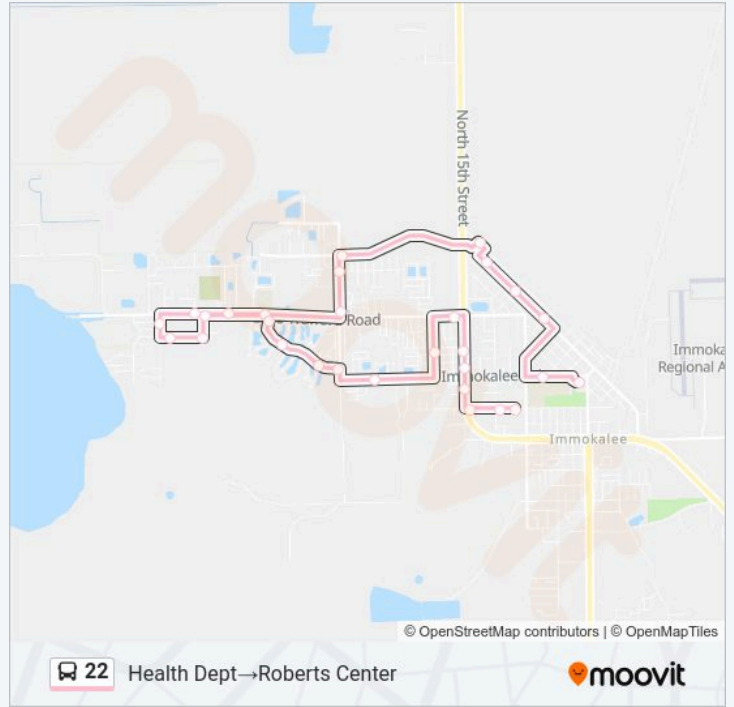 North 15th Street
Road
Immoka
Regional A
Immokalee
Immokalee
© OpenStreetMap contributors | © OpenMapTiles
22 Health Dept→Roberts Center
moovit